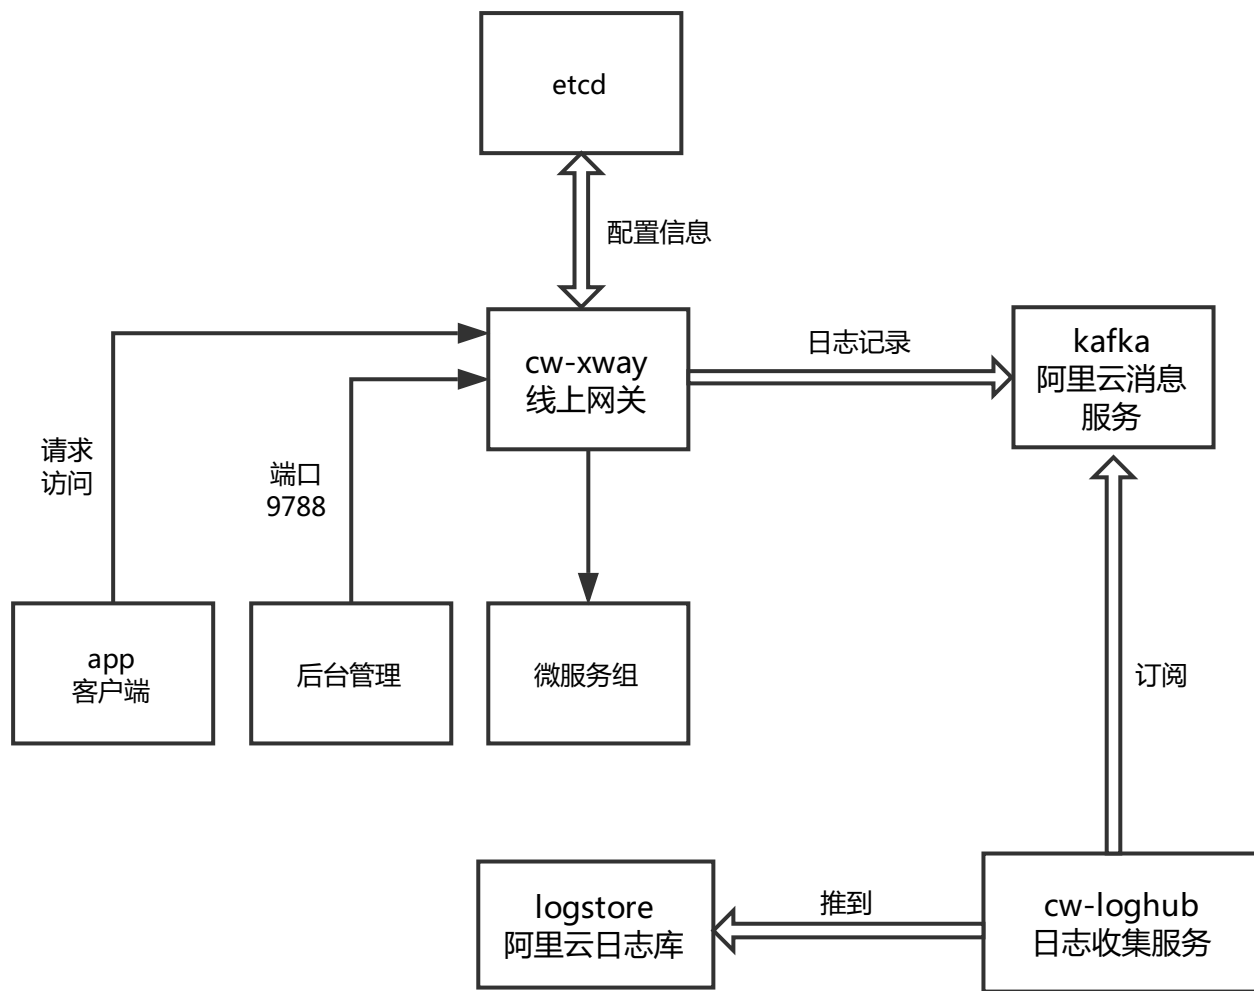 etcd
配置信息
cw-xway
线上网关
日志记录
kafka
阿里云消息
服务
请求
访问
端口
9788
app
客户端
后台管理
微服务组
订阅
logstore
阿里云日志库
推到
cw-loghub
日志收集服务